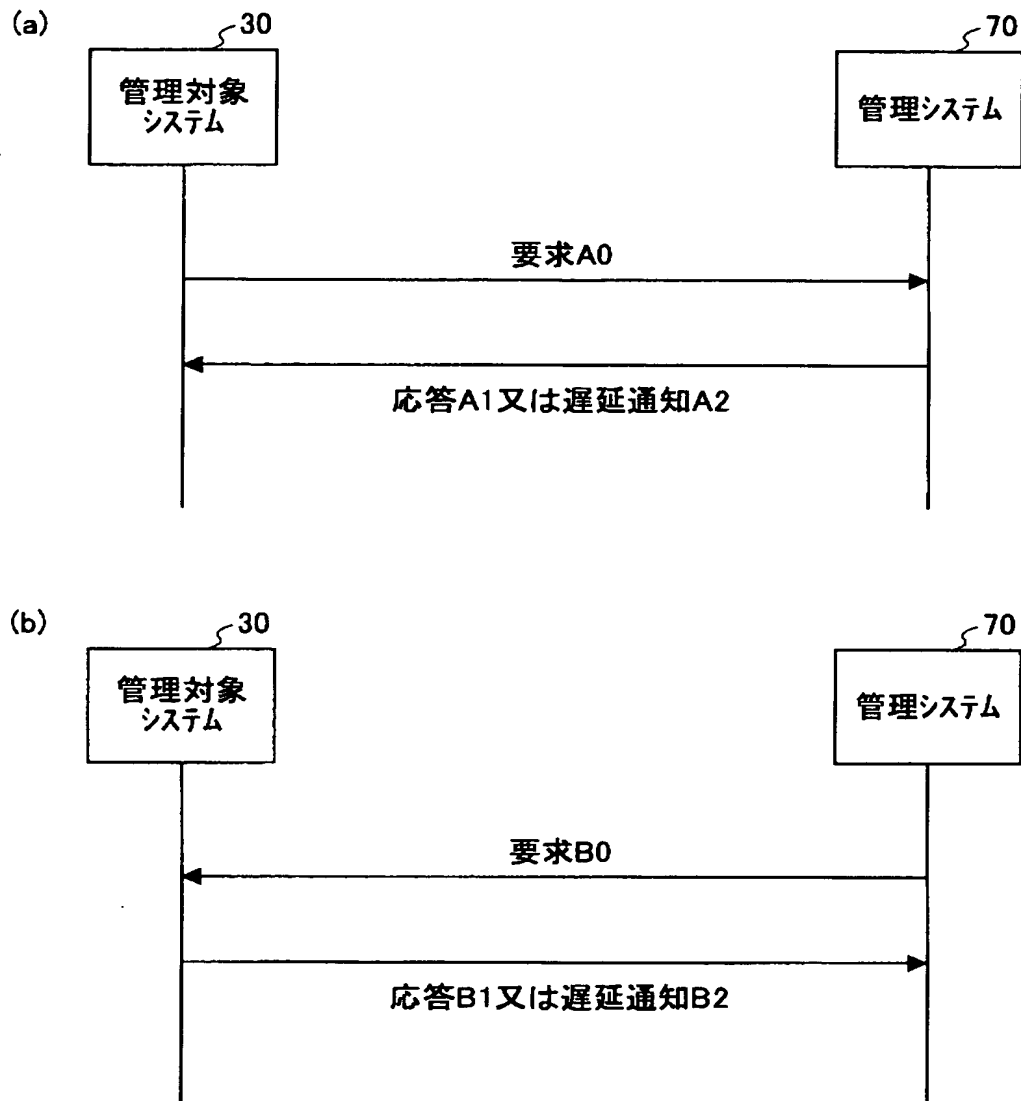 (a)
30
70
管理対象
システム
管理システム
要求A0
応答A1又は遅延通知A2
(b)
30
70
管理対象
システム
管理システム
要求B0
応答B1又は遅延通知B2